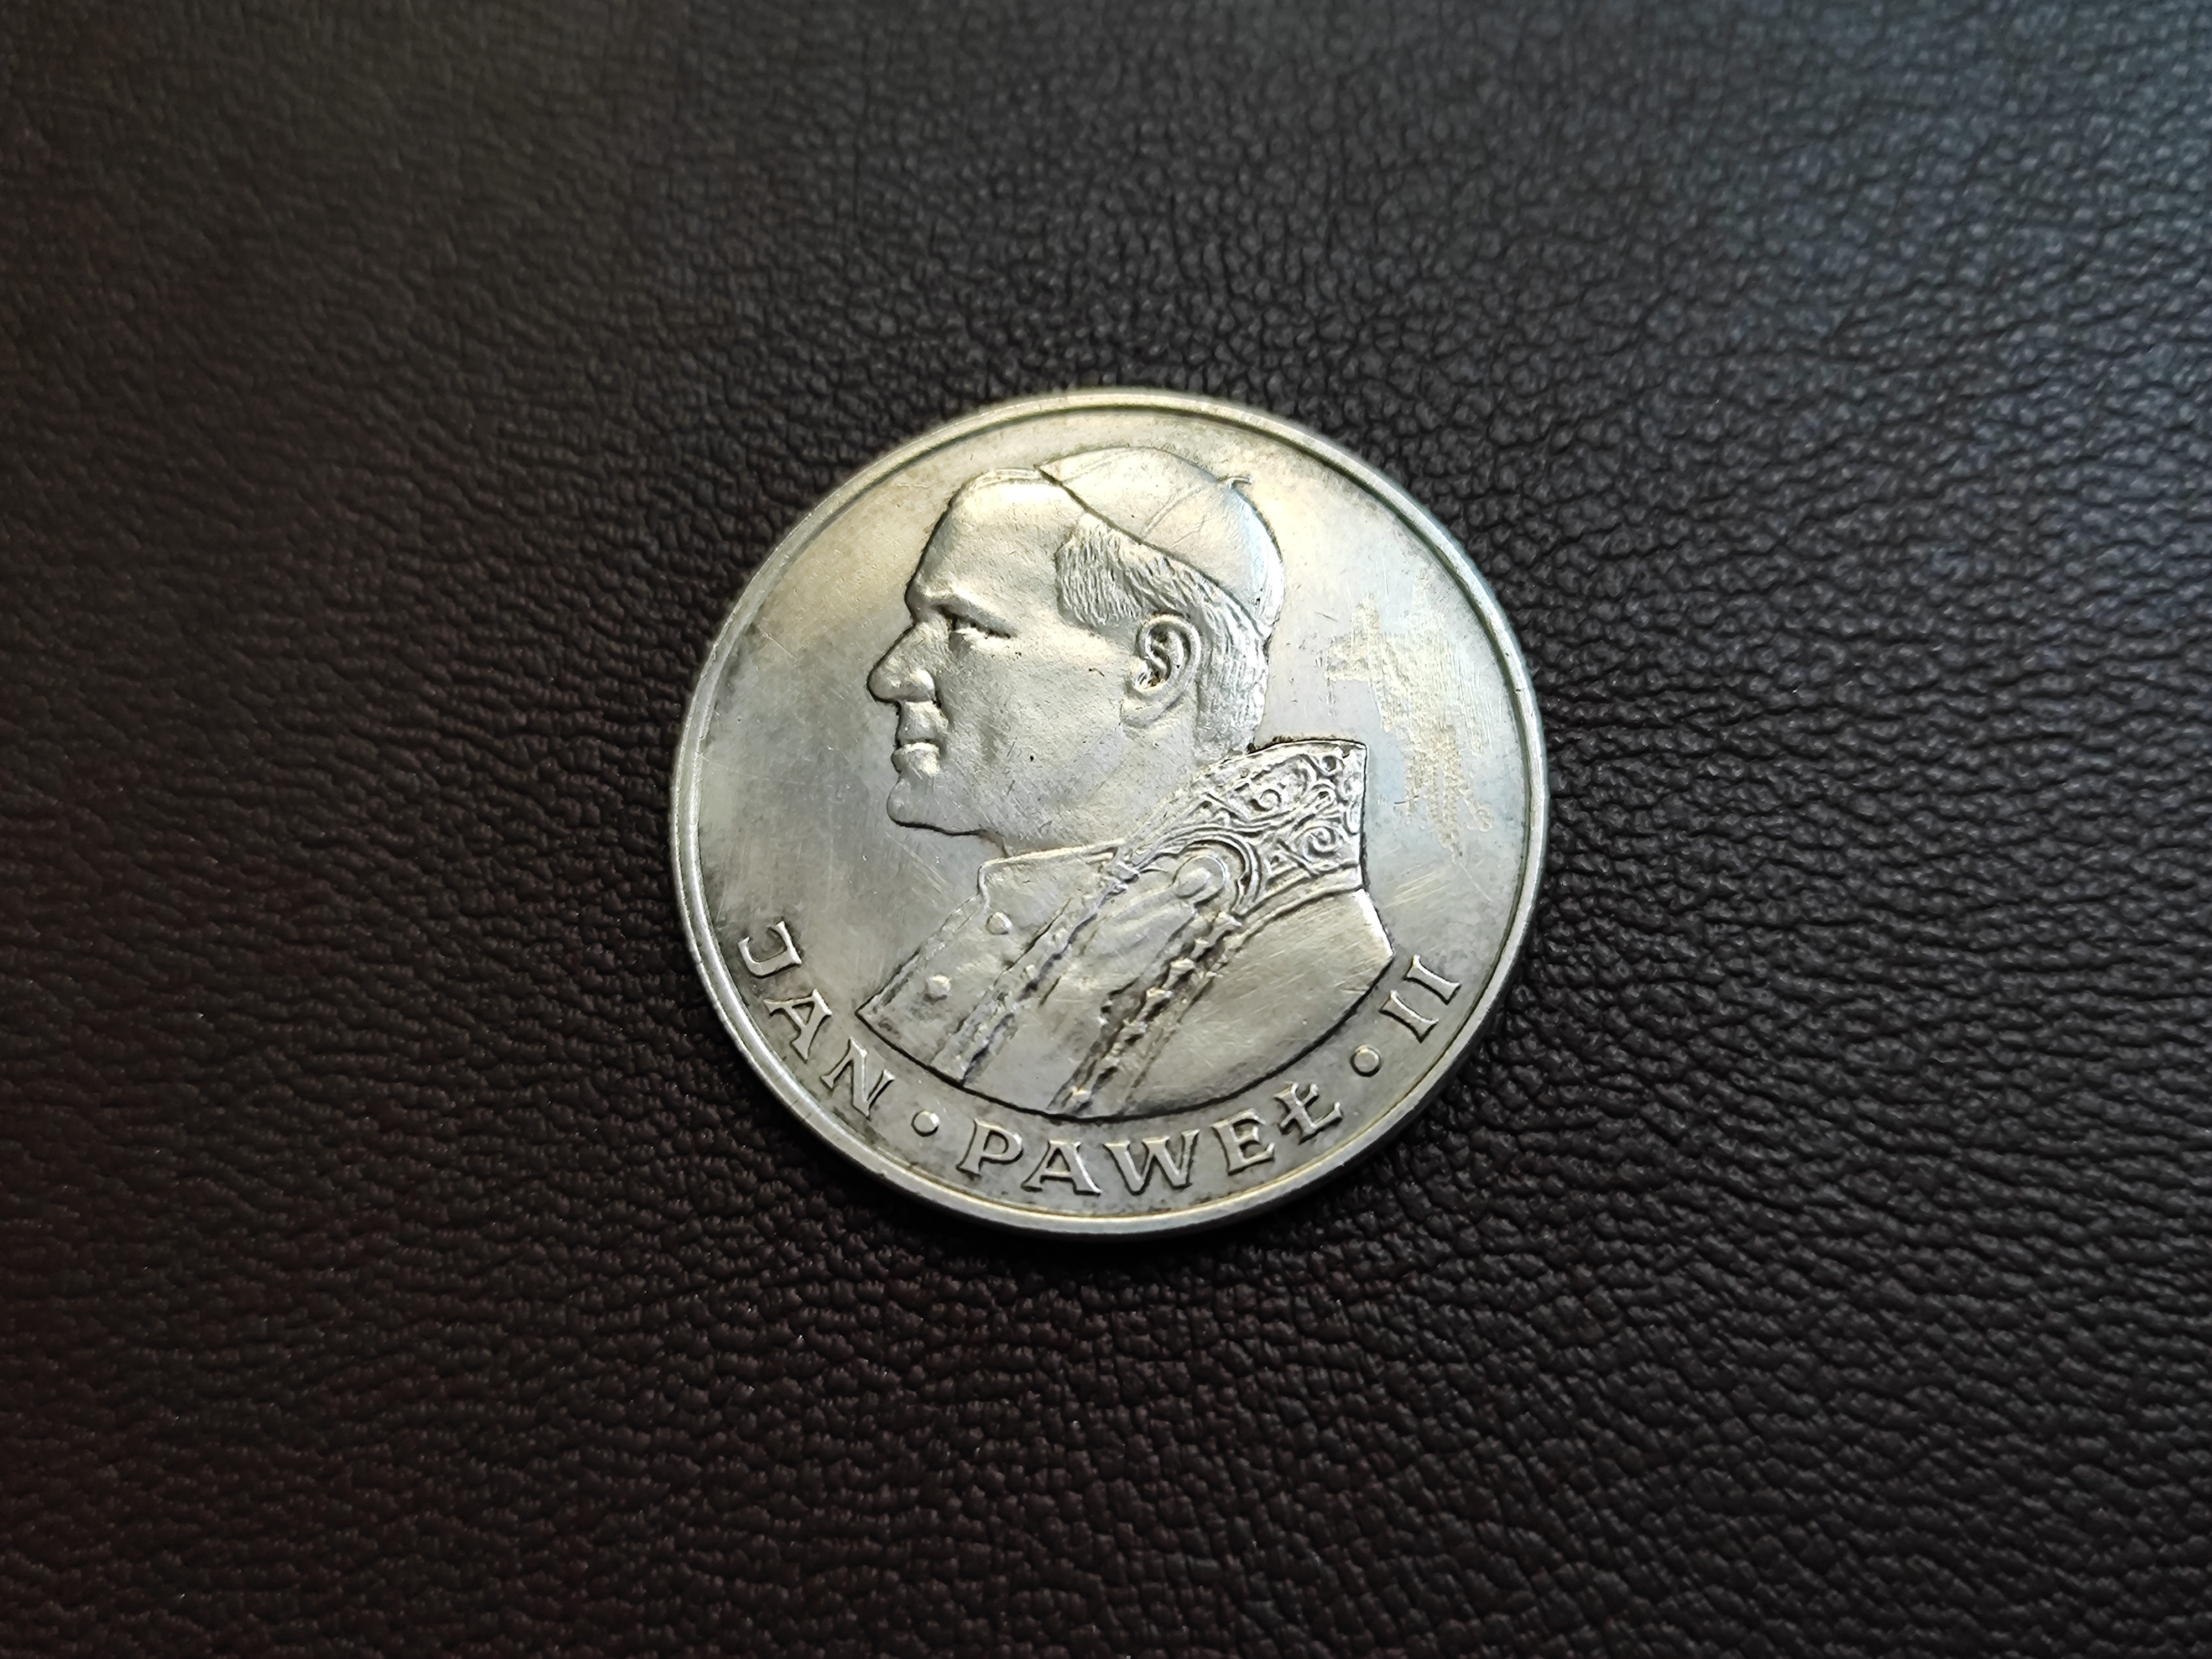 JAN • PAWEŁ • II